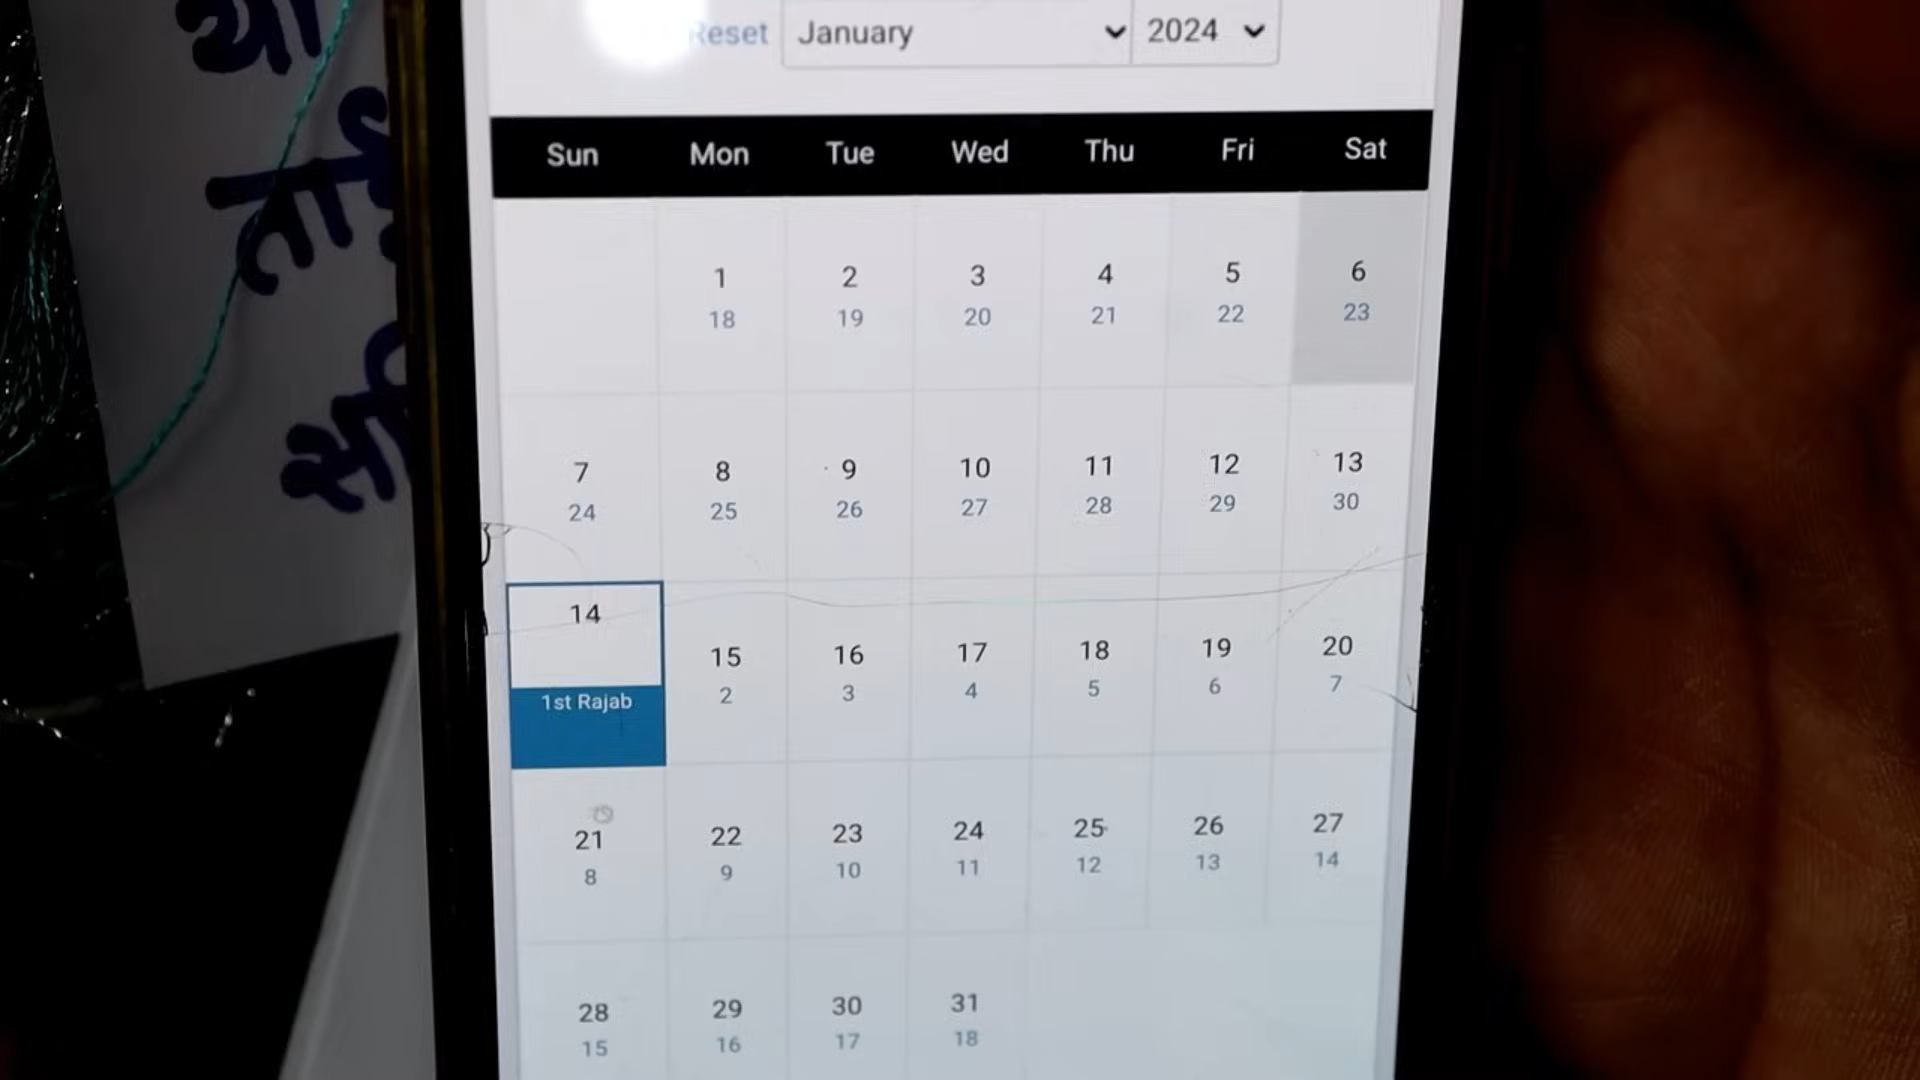 Reset January 2024
Sun Mon Tue Wed Thu Fri Sat
1 2 3 4 5 6
18 19 20 21 22 23
7 8 9 10 11 12 13
24 25 26 27 28 29 30
14 15 16 17 18 19 20
1st Rajab 2 3 4 5 6 7
21 22 23 24 25 26 27
8 9 10 11 12 13 14
28 29 30 31
15 16 17 18